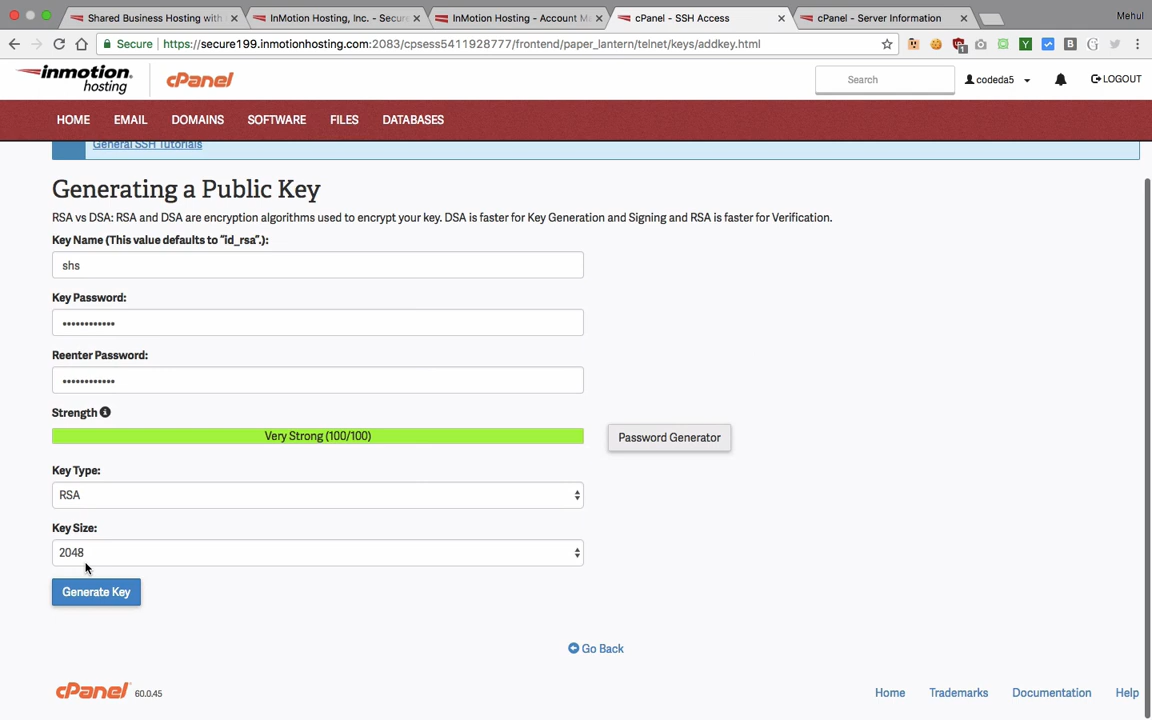 Shared Business Hosting with
InMotion Hosting, Inc. - Secure
InMotion Hosting - Account Ma
cPanel - SSH Access
cPanel - Server Information
Mehul
Secure
https://secure199.inmotionhosting.com:2083/cpsess5411928777/frontend/paper_lantern/telnet/keys/addkey.html
inmotion hosting
cPanel
Search
codeda5
LOGOUT
HOME
EMAIL
DOMAINS
SOFTWARE
FILES
DATABASES
General SSH Tutorials
Generating a Public Key
RSA vs DSA: RSA and DSA are encryption algorithms used to encrypt your key. DSA is faster for Key Generation and Signing and RSA is faster for Verification.
Key Name (This value defaults to "id_rsa".):
shs
Key Password:
••••••••••••
Reenter Password:
••••••••••••
Strength
Very Strong (100/100)
Password Generator
Key Type:
RSA
Key Size:
2048
Generate Key
Go Back
cPanel 60.0.45
Home
Trademarks
Documentation
Help